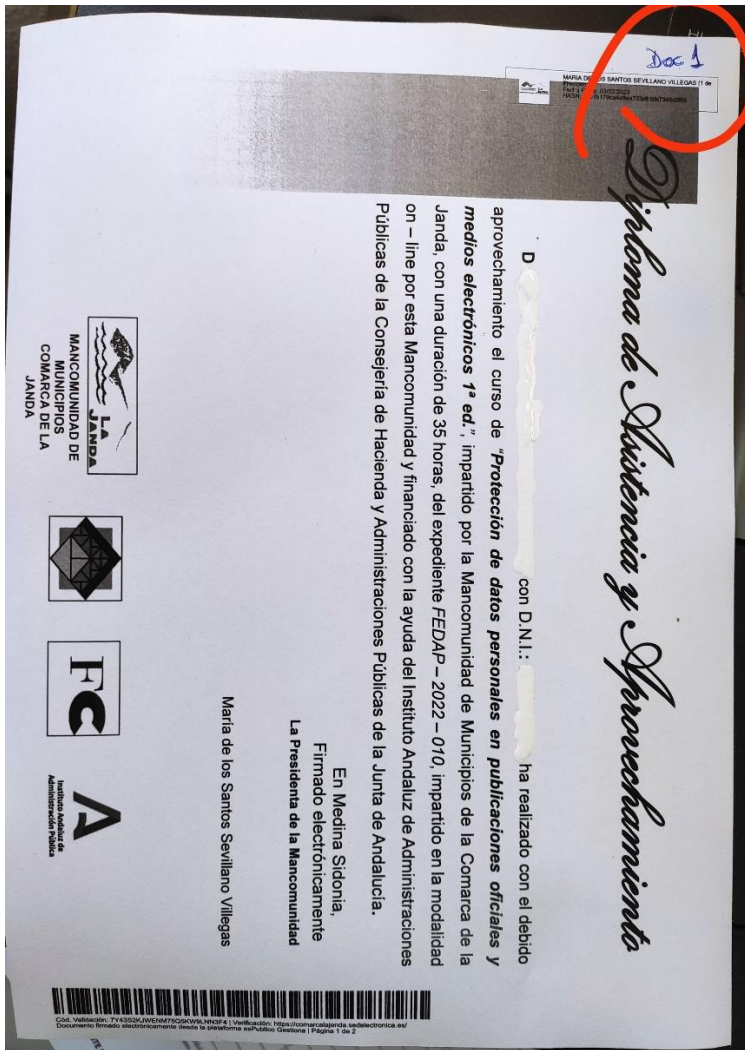 Doc 1
MARIA DE LOS SANTOS SEVILLANO VILLEGAS (1 de
Diploma de Asistencia y Aprovechamiento
D con D.N.I.: ha realizado con el debido
aprovechamiento el curso de "Protección de datos personales en publicaciones oficiales y
medios electrónicos 1ª ed.", impartido por la Mancomunidad de Municipios de la Comarca de la
Janda, con una duración de 35 horas, del expediente FEDAP – 2022 – 010, impartido en la modalidad
on – line por esta Mancomunidad y financiado con la ayuda del Instituto Andaluz de Administraciones
Públicas de la Consejería de Hacienda y Administraciones Públicas de la Junta de Andalucía.
En Medina Sidonia,
Firmado electrónicamente
La Presidenta de la Mancomunidad
María de los Santos Sevillano Villegas
LA
JANDA
MANCOMUNIDAD DE
MUNICIPIOS
COMARCA DE LA
JANDA
FC
A
Instituto Andaluz de
Administración Pública
Cód. Validación: | Verificación: https://comarcalajanda.sedelectronica.es/
Documento firmado electrónicamente desde la plataforma esPublico Gestiona | Página 1 de 2